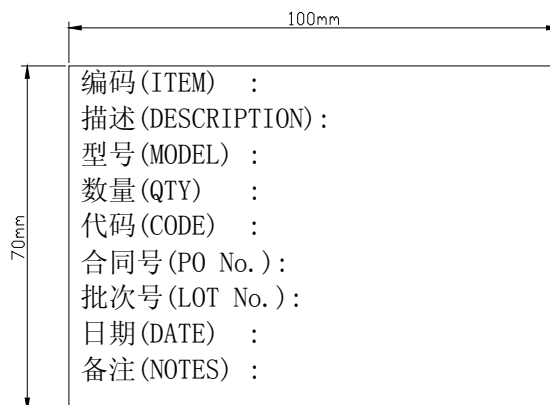 100mm
70mm
编码(ITEM)   :
描述(DESCRIPTION):
型号(MODEL) :
数量(QTY)   :
代码(CODE)  :
合同号(PO No.):
批次号(LOT No.):
日期(DATE)  :
备注(NOTES) :